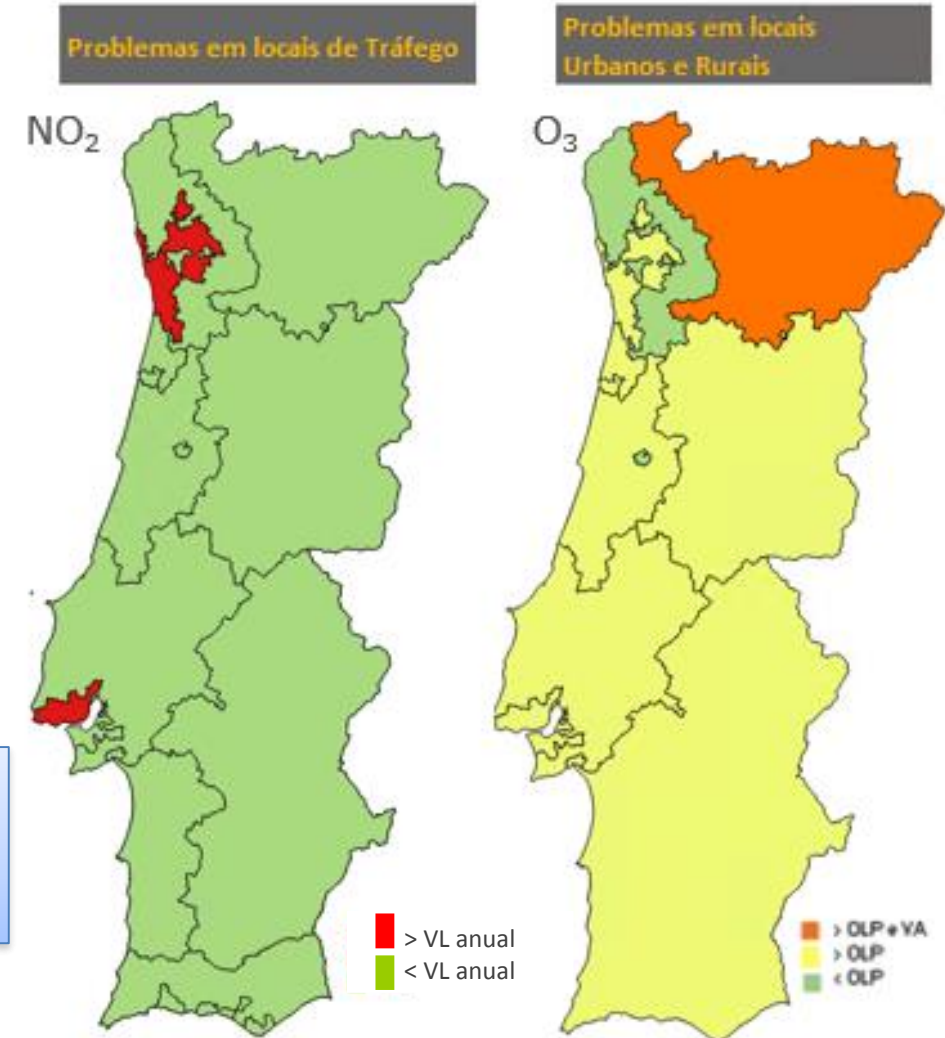 Problemas em locais de Tráfego
Problemas em locais
Urbanos e Rurais
NO₂
O₃
> VL anual
< VL anual
> OLP e VA
> OLP
< OLP